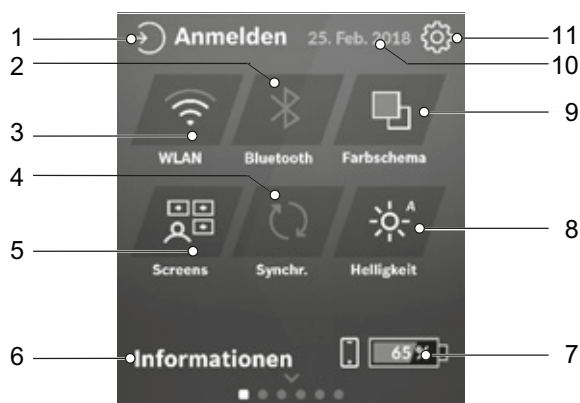 1 Anmelden 25. Feb. 2018 11
2 10
3 9
WLAN Bluetooth Farbschema
4
5 8
Screens Synchr. Helligkeit
A
6 Informationen 65 % 7